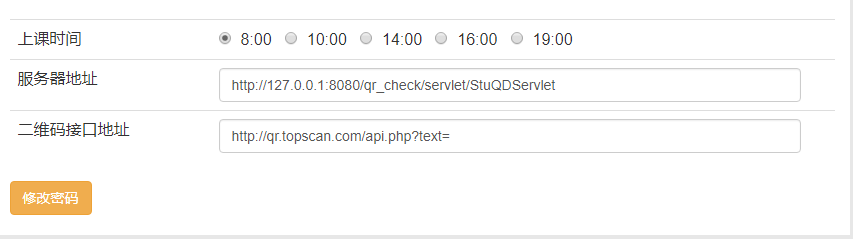 上课时间 8:00 10:00 14:00 16:00 19:00
服务器地址 http://127.0.0.1:8080/qr_check/servlet/StuQDServlet
二维码接口地址 http://qr.topscan.com/api.php?text=
修改密码